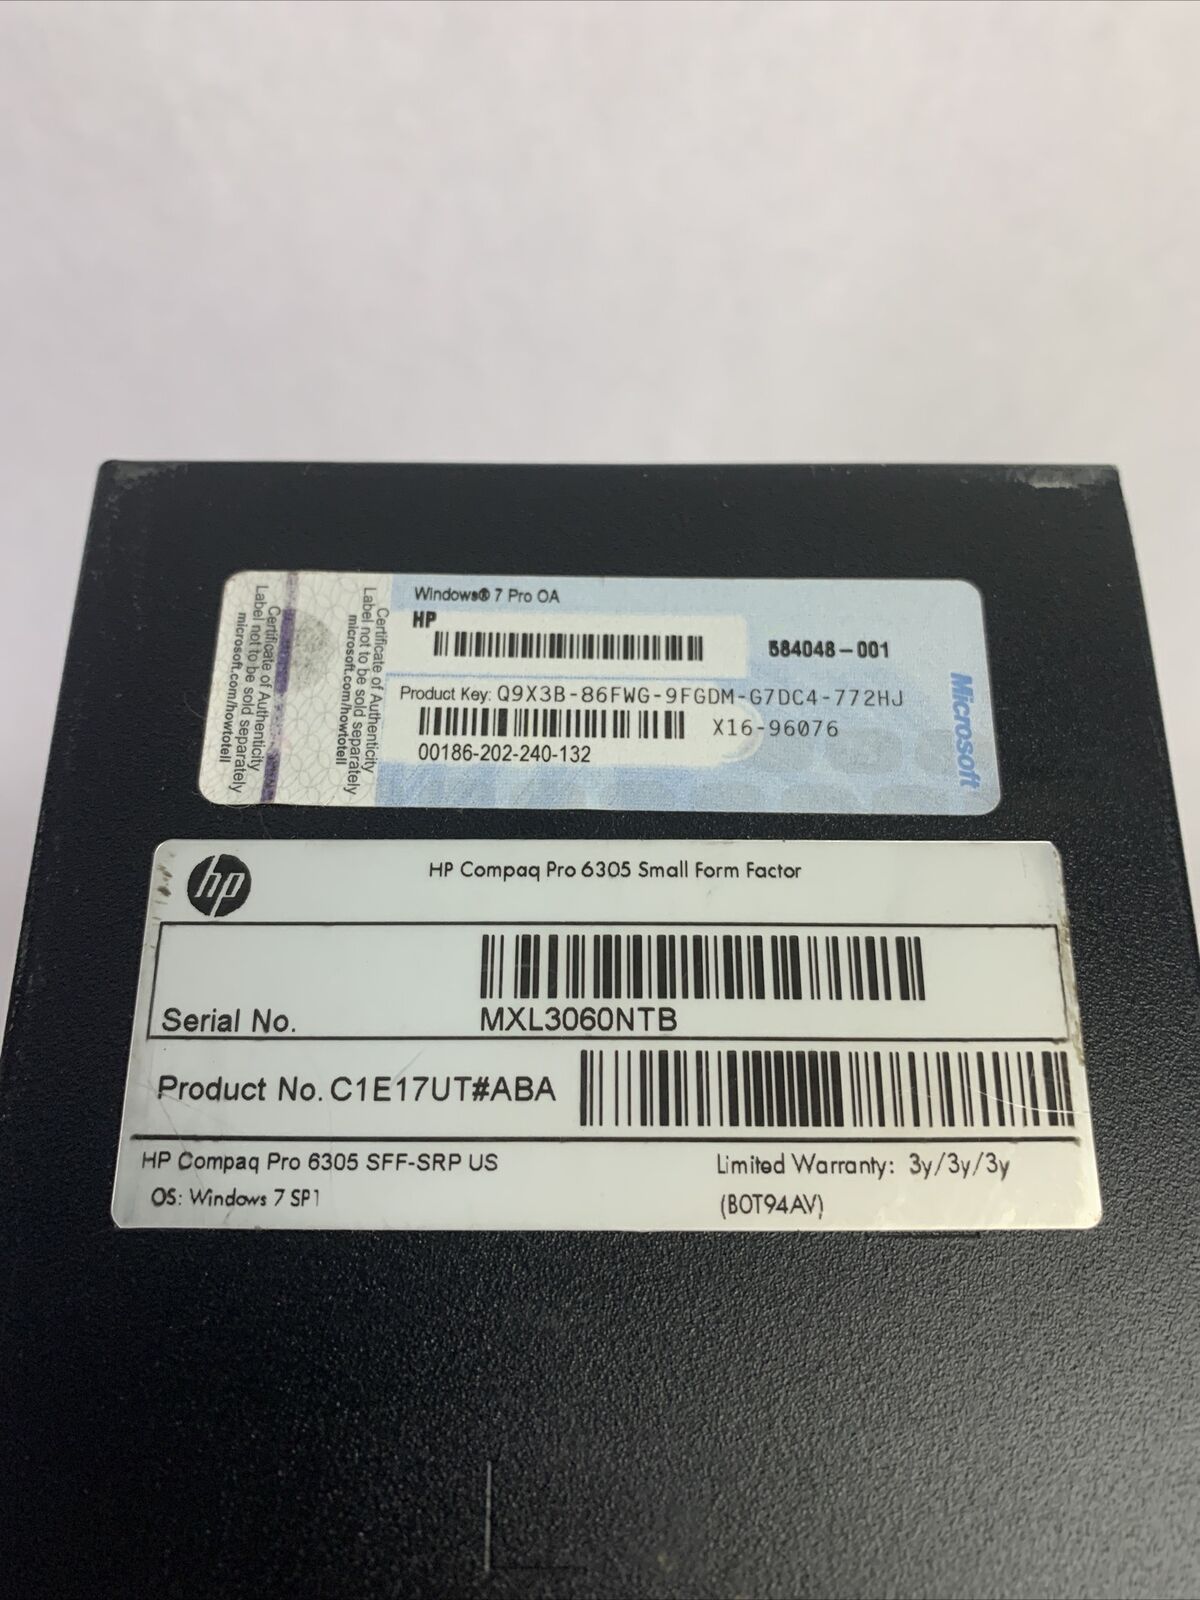 Certificate of Authenticity
Label not to be sold separately
microsoft.com/howtotell
Certificate of Authenticity
Label not to be sold separately
microsoft.com/howtotell
Windows® 7 Pro OA
HP
584048-001
Product Key: Q9X3B-86FWG-9FGDM-G7DC4-772HJ
X16-96076
00186-202-240-132
Microsoft
hp
HP Compaq Pro 6305 Small Form Factor
Serial No. MXL3060NTB
Product No. C1E17UT#ABA
HP Compaq Pro 6305 SFF-SRP US Limited Warranty: 3y/3y/3y
OS: Windows 7 SP1 (BOT94AV)